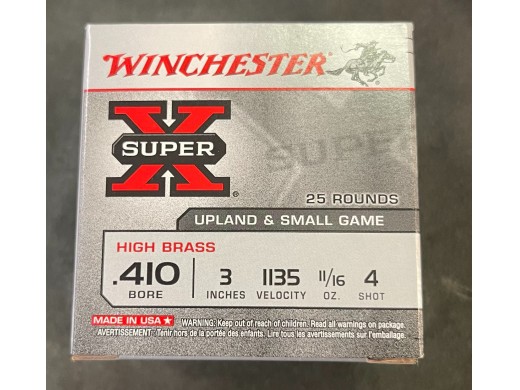 WINCHESTER
SUPER X ®
SUPER
25 ROUNDS
UPLAND & SMALL GAME
HIGH BRASS
.410 3 1135 11/16 4
BORE INCHES VELOCITY OZ. SHOT
MADE IN USA ★ WARNING: Keep out of reach of children. Read all warnings on package.
AVERTISSEMENT: Tenir hors de la portée des enfants. Lire tous les avertissements sur l'emballage.